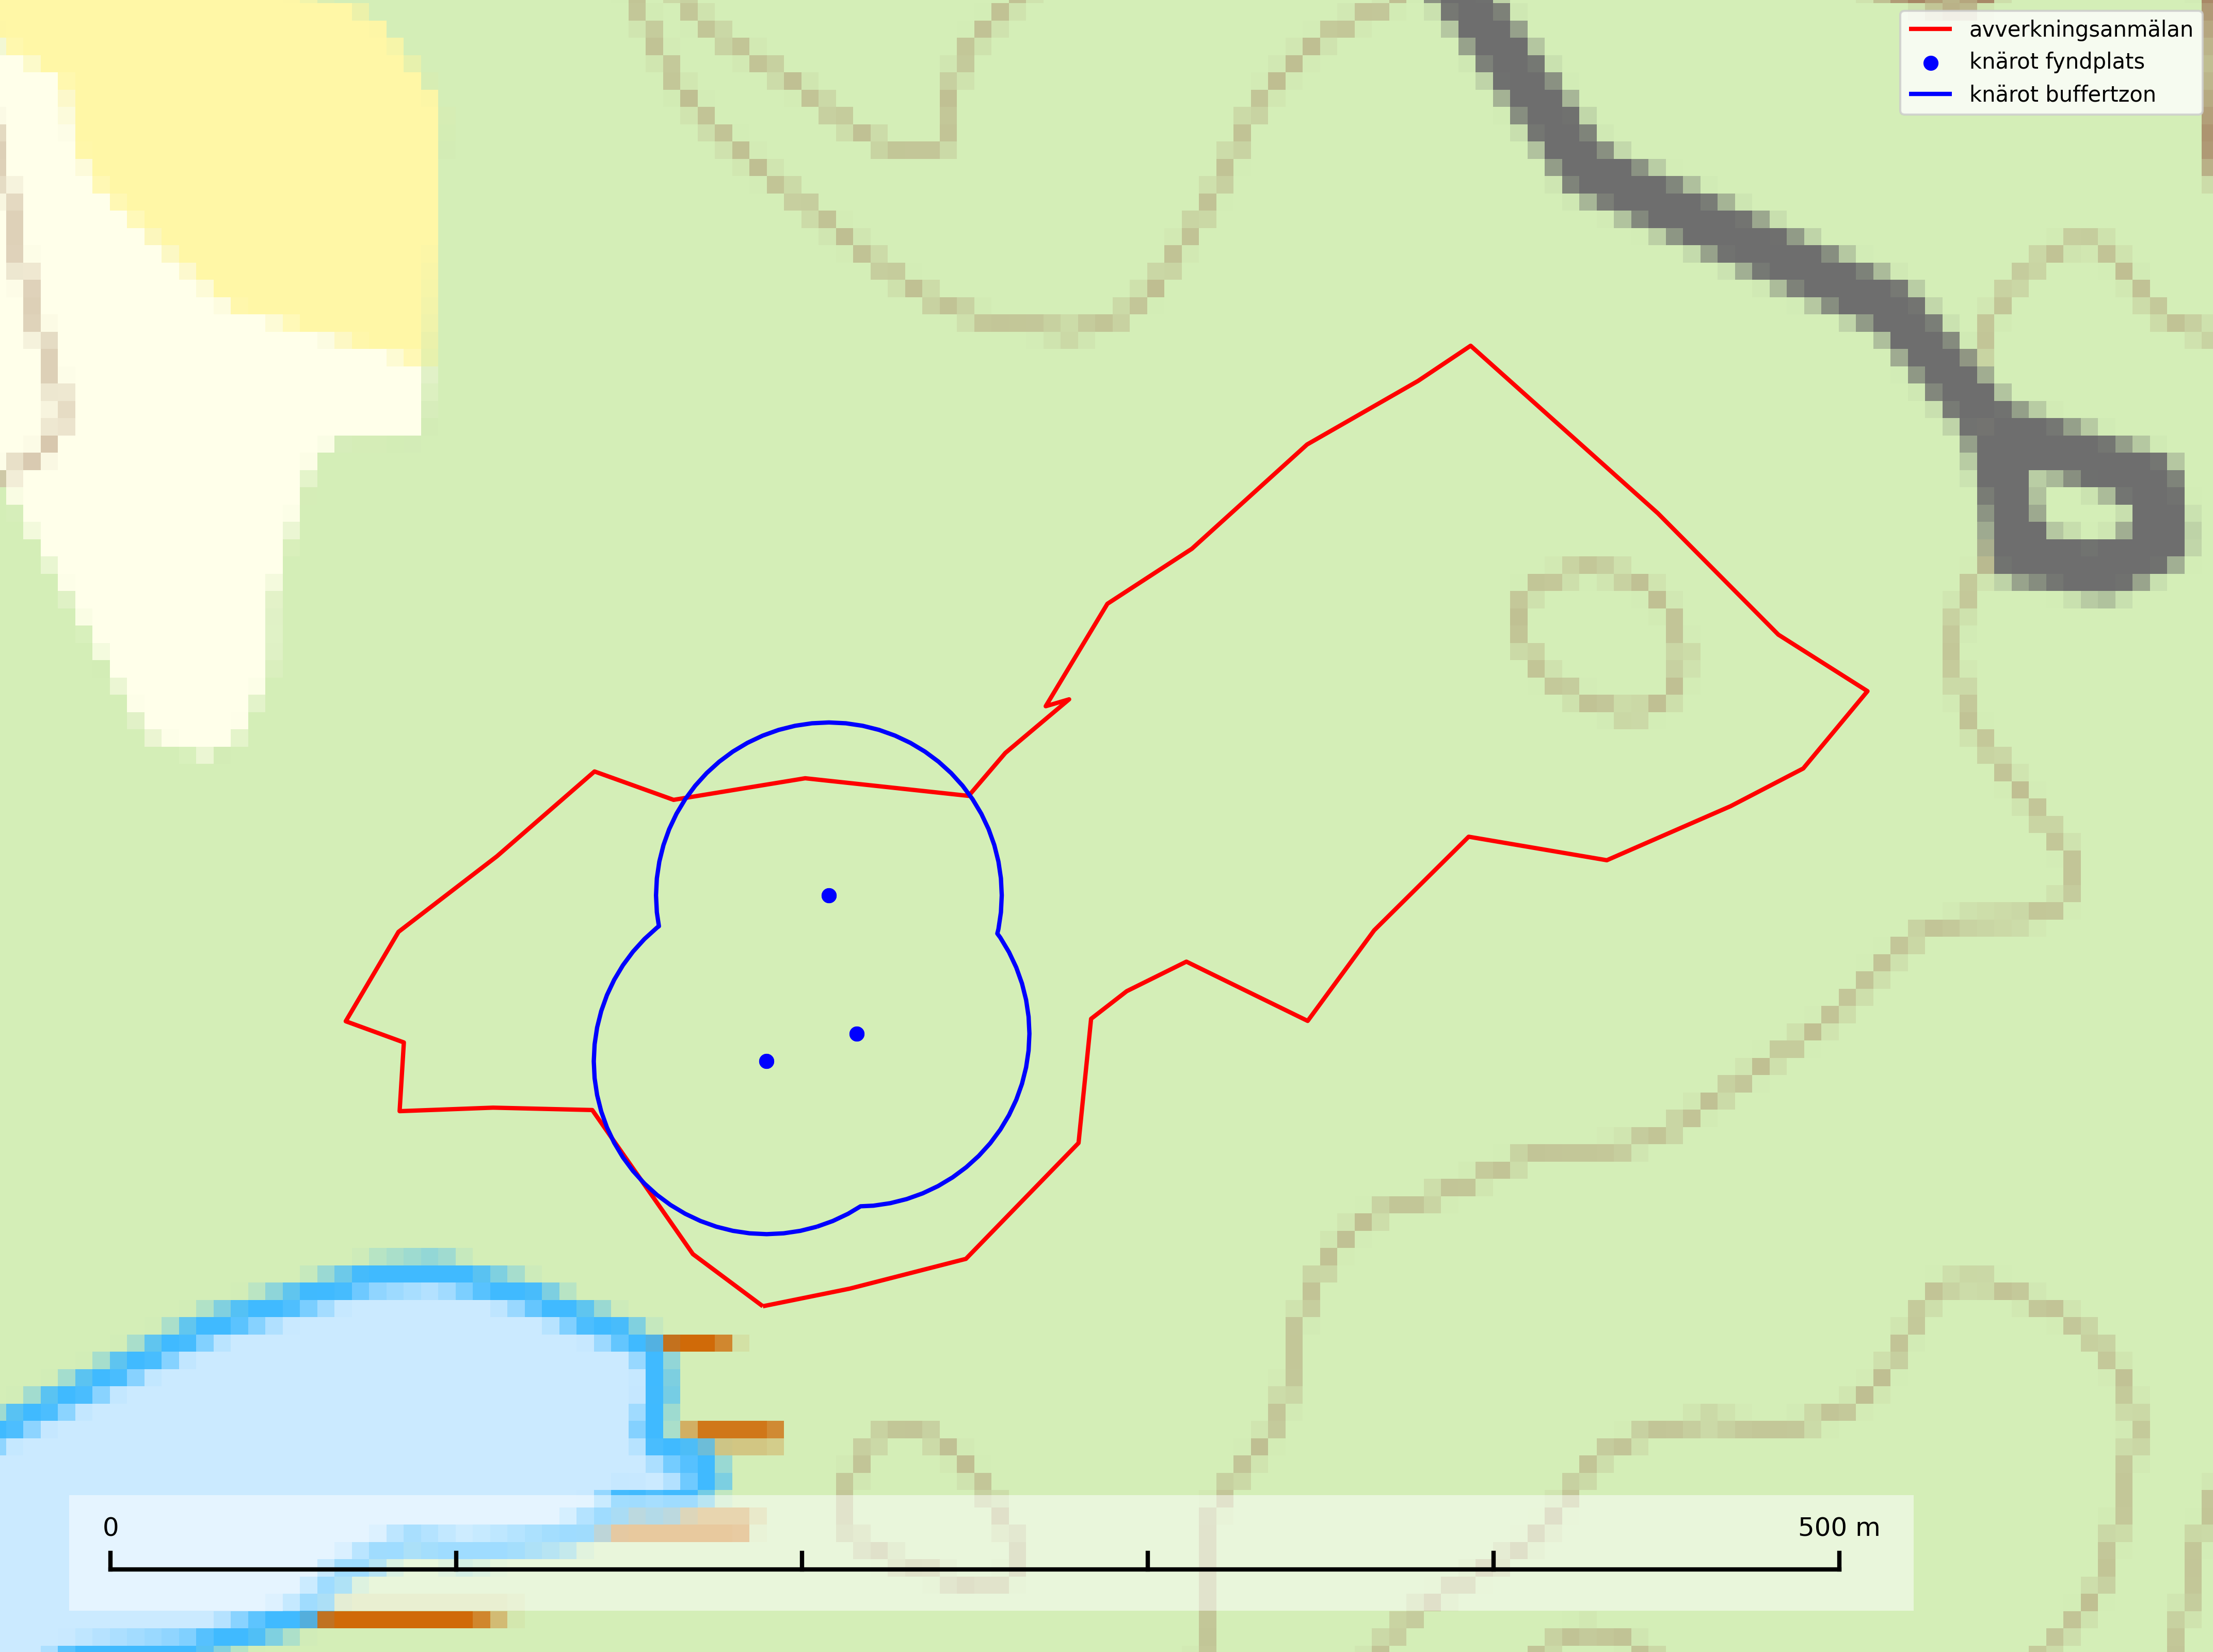 avverkningsanmälan
knärot fyndplats
knärot buffertzon
0
500 m